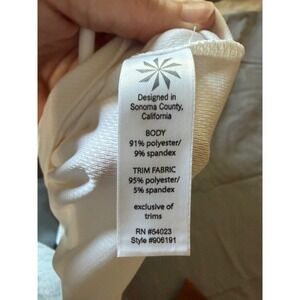 Designed in
Sonoma County,
California
BODY
91% polyester/
9% spandex
TRIM FABRIC
95% polyester/
5% spandex
exclusive of
trims
RN #54023
Style #906191